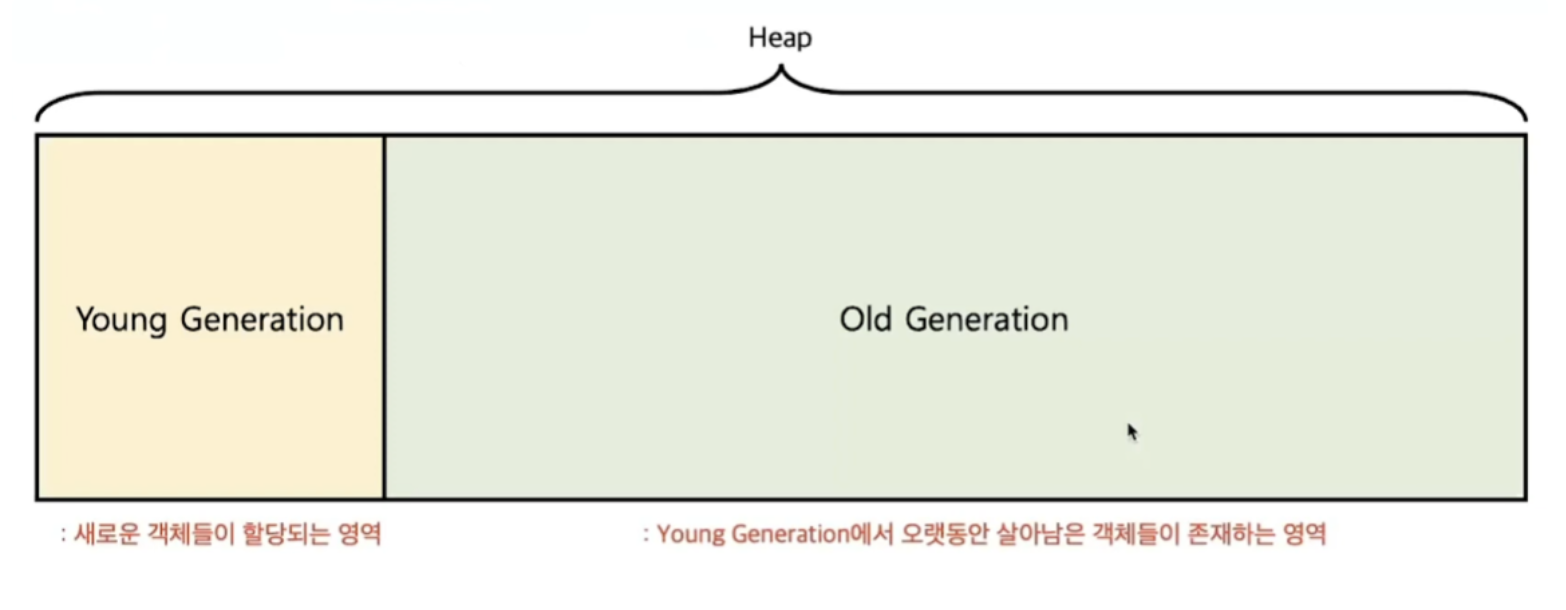 Heap
Young Generation
Old Generation
: 새로운 객체들이 할당되는 영역
: Young Generation에서 오랫동안 살아남은 객체들이 존재하는 영역